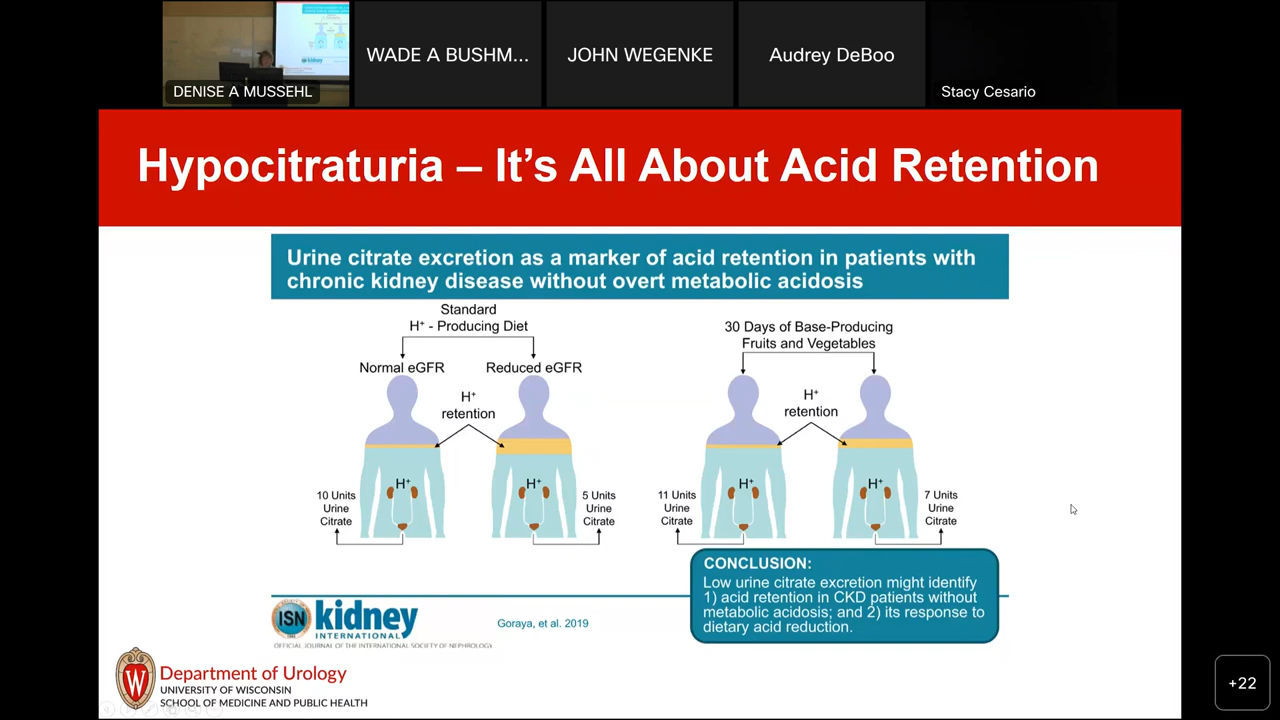 DENISE A MUSSEHL
WADE A BUSHM...
JOHN WEGENKE
Audrey DeBoo
Stacy Cesario
Hypocitraturia – It's All About Acid Retention
Urine citrate excretion as a marker of acid retention in patients with
chronic kidney disease without overt metabolic acidosis
Standard
H⁺ - Producing Diet
Normal eGFR
Reduced eGFR
H⁺
retention
H⁺
H⁺
10 Units
Urine
Citrate
5 Units
Urine
Citrate
30 Days of Base-Producing
Fruits and Vegetables
H⁺
retention
H⁺
H⁺
11 Units
Urine
Citrate
7 Units
Urine
Citrate
CONCLUSION:
Low urine citrate excretion might identify
1) acid retention in CKD patients without
metabolic acidosis; and 2) its response to
dietary acid reduction.
ISN
kidney
INTERNATIONAL
OFFICIAL JOURNAL OF THE INTERNATIONAL SOCIETY OF NEPHROLOGY
Goraya, et al. 2019
W
Department of Urology
UNIVERSITY OF WISCONSIN
SCHOOL OF MEDICINE AND PUBLIC HEALTH
+22